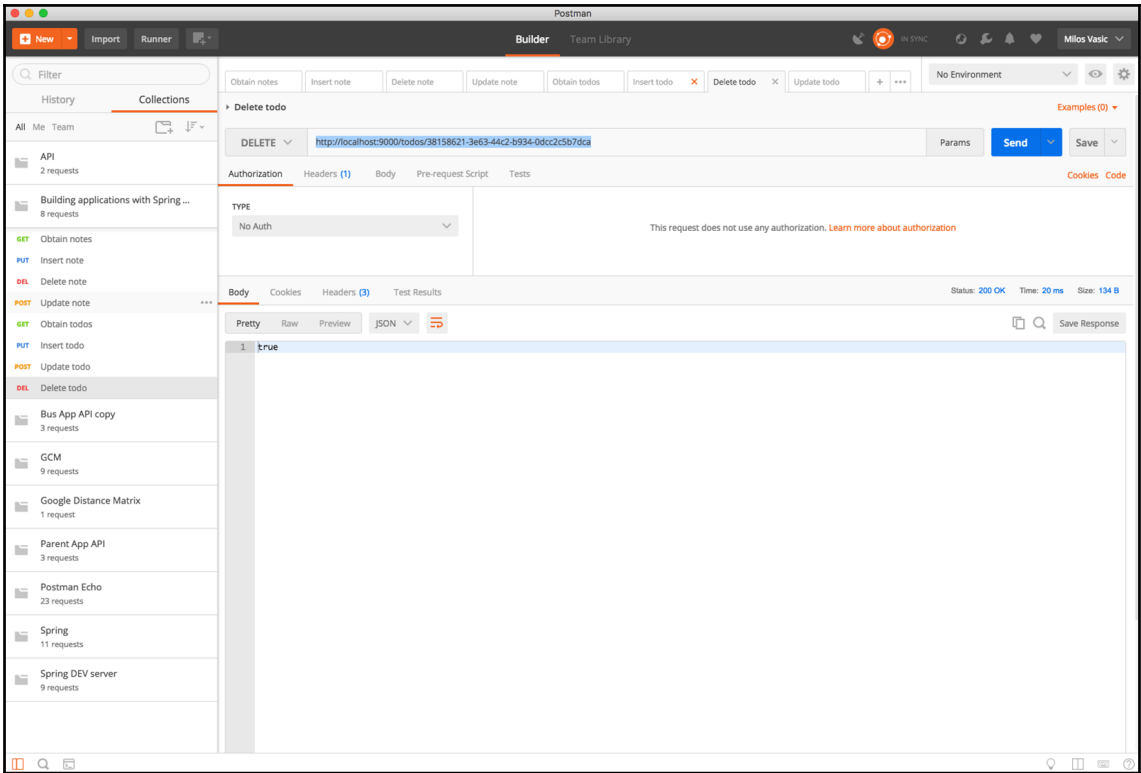 Postman
New
Import
Runner
Builder
Team Library
IN SYNC
Milos Vasic
Filter
History
Collections
All Me Team
API
2 requests
Building applications with Spring ...
8 requests
GET Obtain notes
PUT Insert note
DEL Delete note
POST Update note
GET Obtain todos
PUT Insert todo
POST Update todo
DEL Delete todo
Bus App API copy
3 requests
GCM
9 requests
Google Distance Matrix
1 request
Parent App API
3 requests
Postman Echo
23 requests
Spring
11 requests
Spring DEV server
9 requests
Obtain notes
Insert note
Delete note
Update note
Obtain todos
Insert todo
Delete todo
Update todo
No Environment
Delete todo
Examples (0)
DELETE
http://localhost:9000/todos/38158621-3e63-44c2-b934-0dcc2c5b7dca
Params
Send
Save
Authorization
Headers (1)
Body
Pre-request Script
Tests
Cookies Code
TYPE
No Auth
This request does not use any authorization. Learn more about authorization
Body
Cookies
Headers (3)
Test Results
Status: 200 OK Time: 20 ms Size: 134 B
Pretty
Raw
Preview
JSON
Save Response
1 true